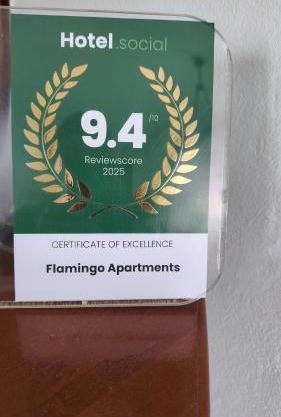 Hotel.social
9.4/10
Reviewscore
2025
CERTIFICATE OF EXCELLENCE
Flamingo Apartments